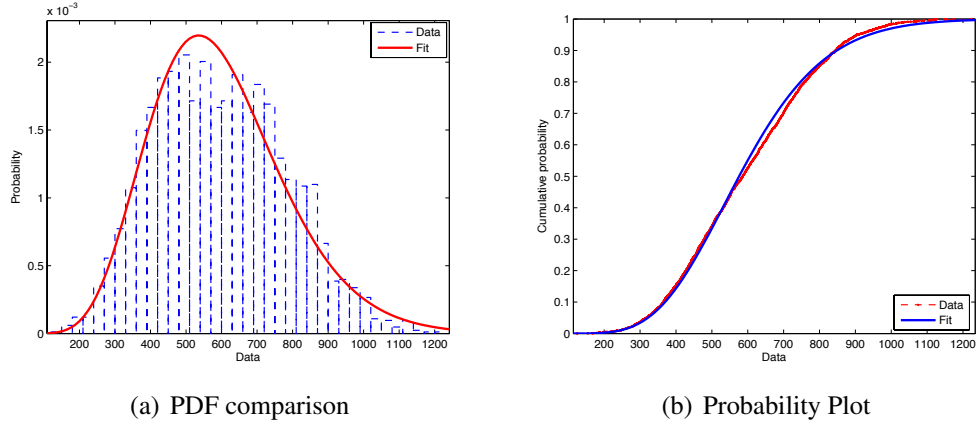 x 10⁻³
Data
Fit
2
1.5
1
0.5
0
Probability
200 300 400 500 600 700 800 900 1000 1100 1200
Data
(a) PDF comparison
1
0.9
0.8
0.7
0.6
0.5
0.4
0.3
0.2
0.1
0
Cumulative probability
Data
Fit
200 300 400 500 600 700 800 900 1000 1100 1200
Data
(b) Probability Plot